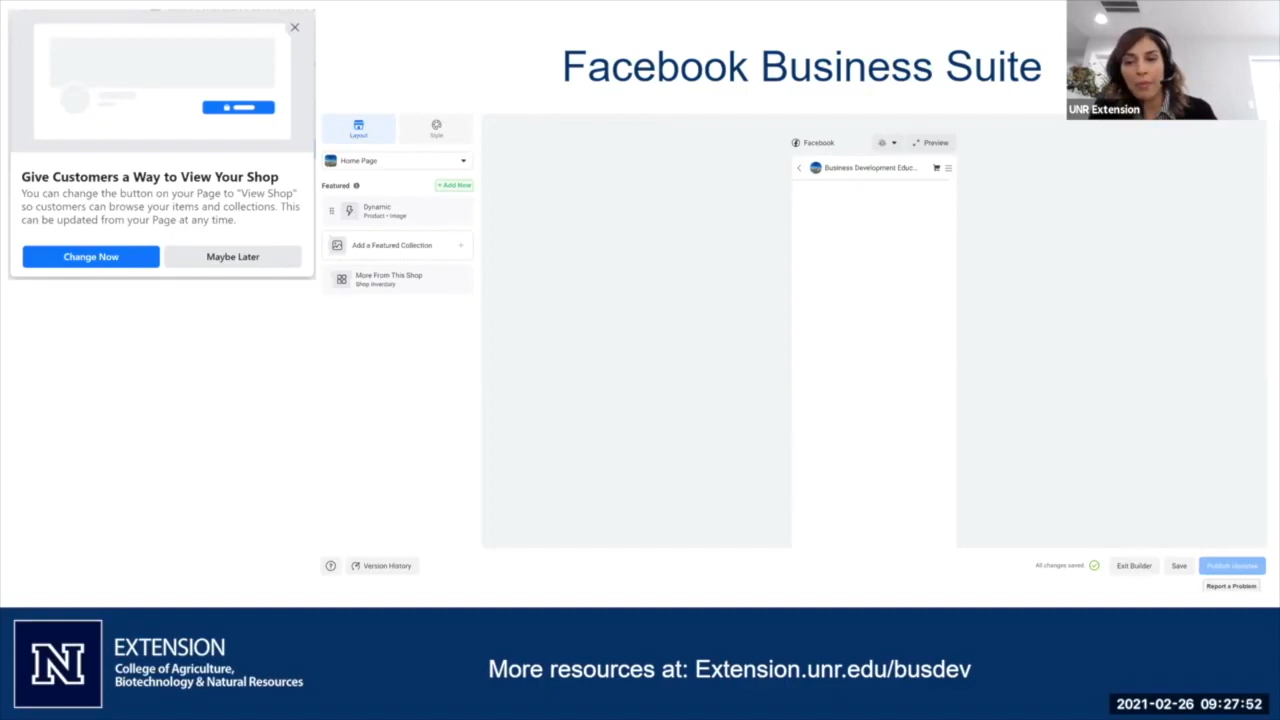 Facebook Business Suite
UNR Extension
Give Customers a Way to View Your Shop
You can change the button on your Page to "View Shop"
so customers can browse your items and collections. This
can be updated from your Page at any time.
Change Now
Maybe Later
Layout
Style
Home Page
Featured
+ Add New
Dynamic
Product • Image
Add a Featured Collection +
More From This Shop
Shop Inventory
Facebook
Preview
Business Development Educ...
Version History
All changes saved.
Exit Builder
Save
Publish Updates
Report a Problem
N
EXTENSION
College of Agriculture,
Biotechnology & Natural Resources
More resources at: Extension.unr.edu/busdev
2021-02-26 09:27:52